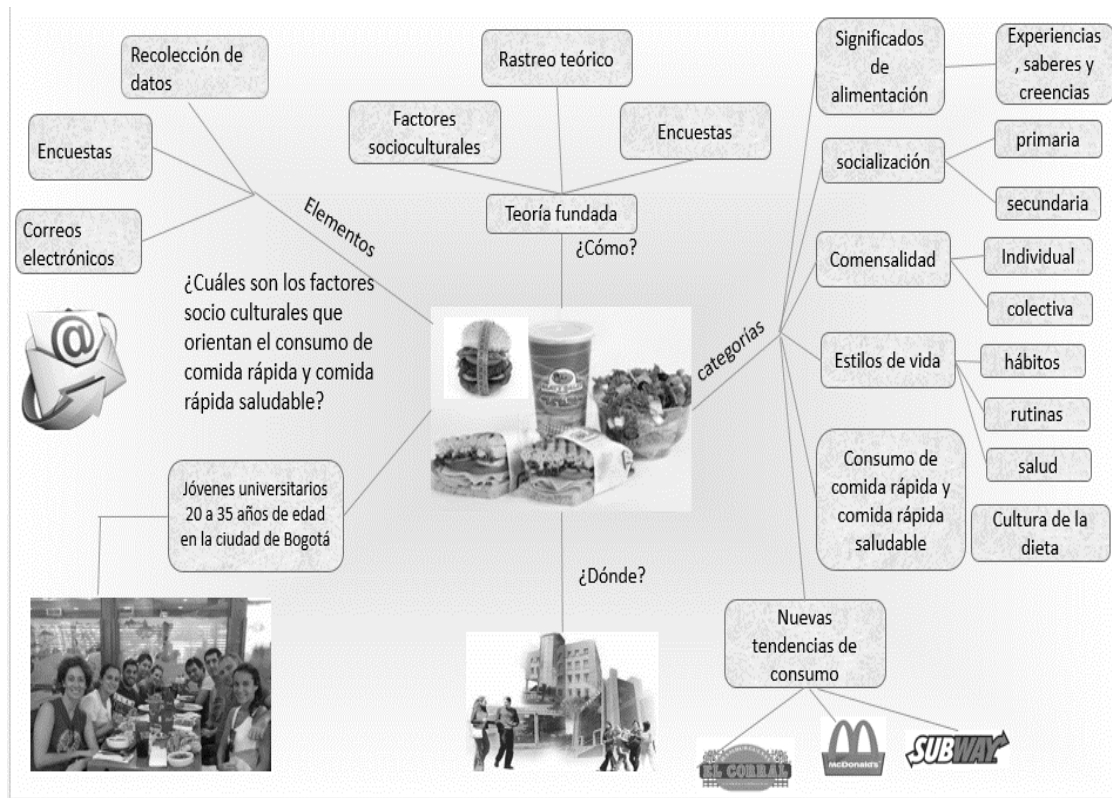 Recolección de
datos
Encuestas
Correos
electrónicos
Elementos
¿Cuáles son los factores
socio culturales que
orientan el consumo de
comida rápida y comida
rápida saludable?
Jóvenes universitarios
20 a 35 años de edad
en la ciudad de Bogotá
Rastreo teórico
Factores
socioculturales
Encuestas
Teoría fundada
¿Cómo?
¿Dónde?
categorías
Significados
de
alimentación
Experiencias
, saberes y
creencias
socialización
primaria
secundaria
Comensalidad
Individual
colectiva
Estilos de vida
hábitos
rutinas
salud
Consumo de
comida rápida y
comida rápida
saludable
Cultura de la
dieta
Nuevas
tendencias de
consumo
EL CORRAL
McDonald's
SUBWAY